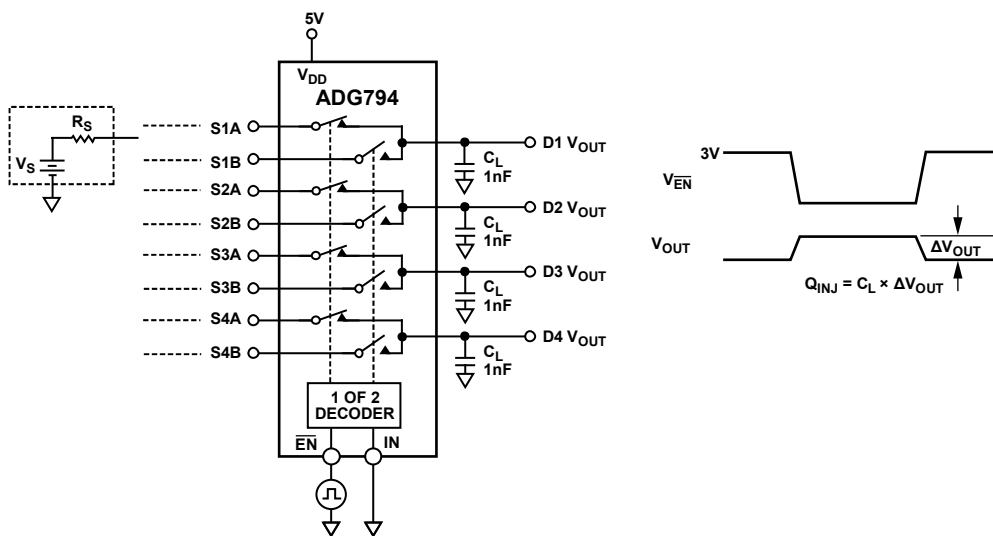 5V
VDD
ADG794
RS
VS
S1A
S1B
S2A
S2B
S3A
S3B
S4A
S4B
D1 VOUT
CL
1nF
D2 VOUT
CL
1nF
D3 VOUT
CL
1nF
D4 VOUT
CL
1nF
1 OF 2
DECODER
EN
IN
3V
VEN
VOUT
ΔVOUT
QINJ = CL × ΔVOUT